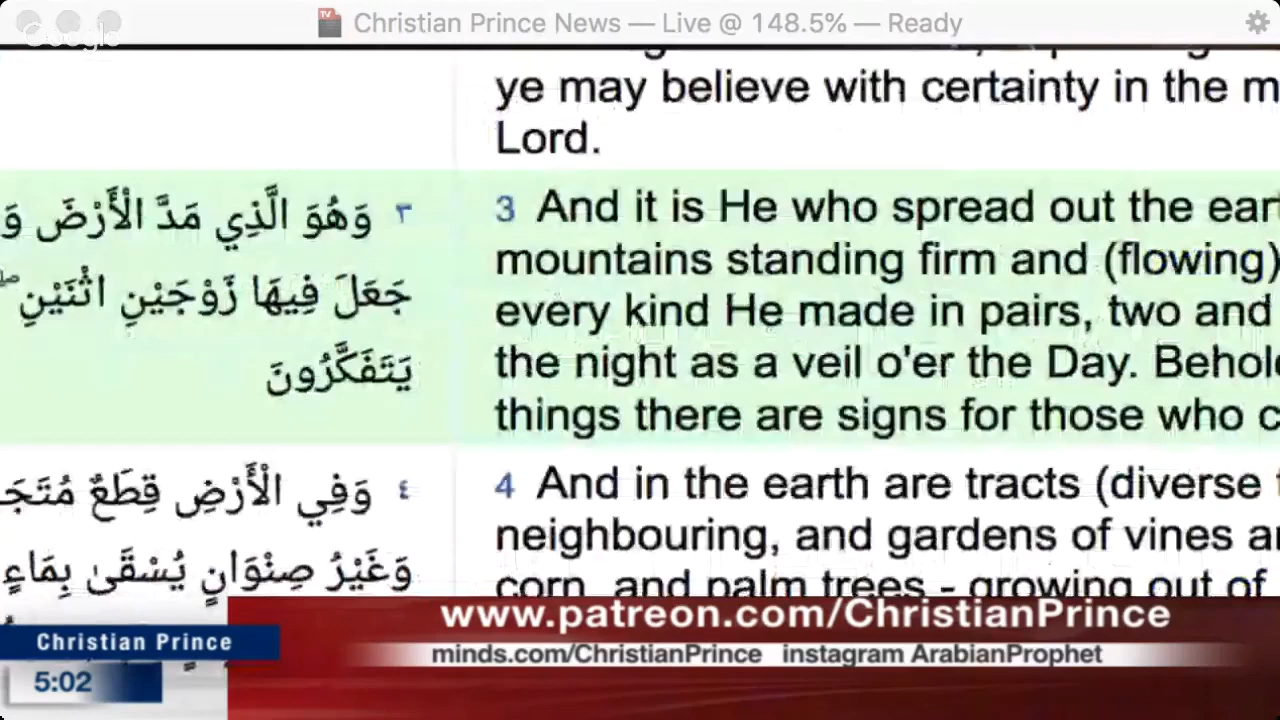 Christian Prince News — Live @ 148.5% — Ready
Google
ye may believe with certainty in the m
Lord.
٣ وَهُوَ الَّذِي مَدَّ الْأَرْضَ وَ
جَعَلَ فِيهَا زَوْجَيْنِ اثْنَيْنِ ۖ
يَتَفَكَّرُونَ
3 And it is He who spread out the ear
mountains standing firm and (flowing)
every kind He made in pairs, two and
the night as a veil o'er the Day. Behol
things there are signs for those who c
٤ وَفِي الْأَرْضِ قِطَعٌ مُتَجَ
وَغَيْرُ صِنْوَانٍ يُسْقَىٰ بِمَاءٍ
4 And in the earth are tracts (diverse
neighbouring, and gardens of vines a
corn, and palm trees - growing out of
www.patreon.com/ChristianPrince
Christian Prince
minds.com/ChristianPrince instagram ArabianProphet
5:02